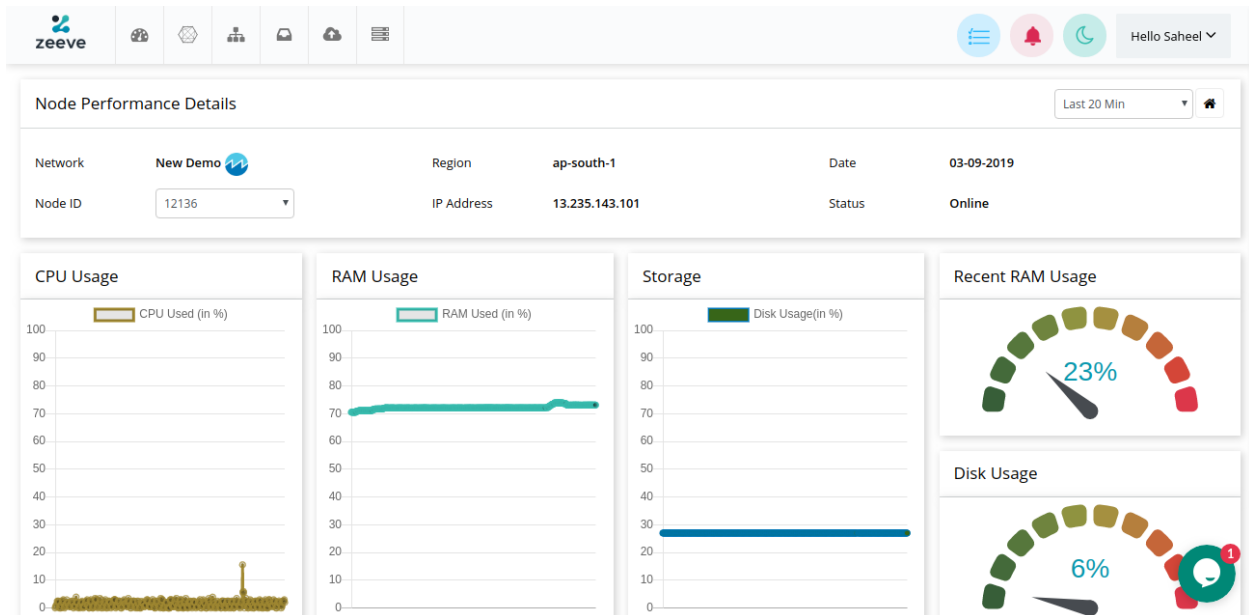 zeeve
Hello Saheel
Node Performance Details
Last 20 Min
Network New Demo Region ap-south-1 Date 03-09-2019
Node ID 12136 IP Address 13.235.143.101 Status Online
CPU Usage
CPU Used (in %)
100
90
80
70
60
50
40
30
20
10
0
RAM Usage
RAM Used (in %)
100
90
80
70
60
50
40
30
20
10
0
Storage
Disk Usage(in %)
100
90
80
70
60
50
40
30
20
10
0
Recent RAM Usage
23%
Disk Usage
6%
1